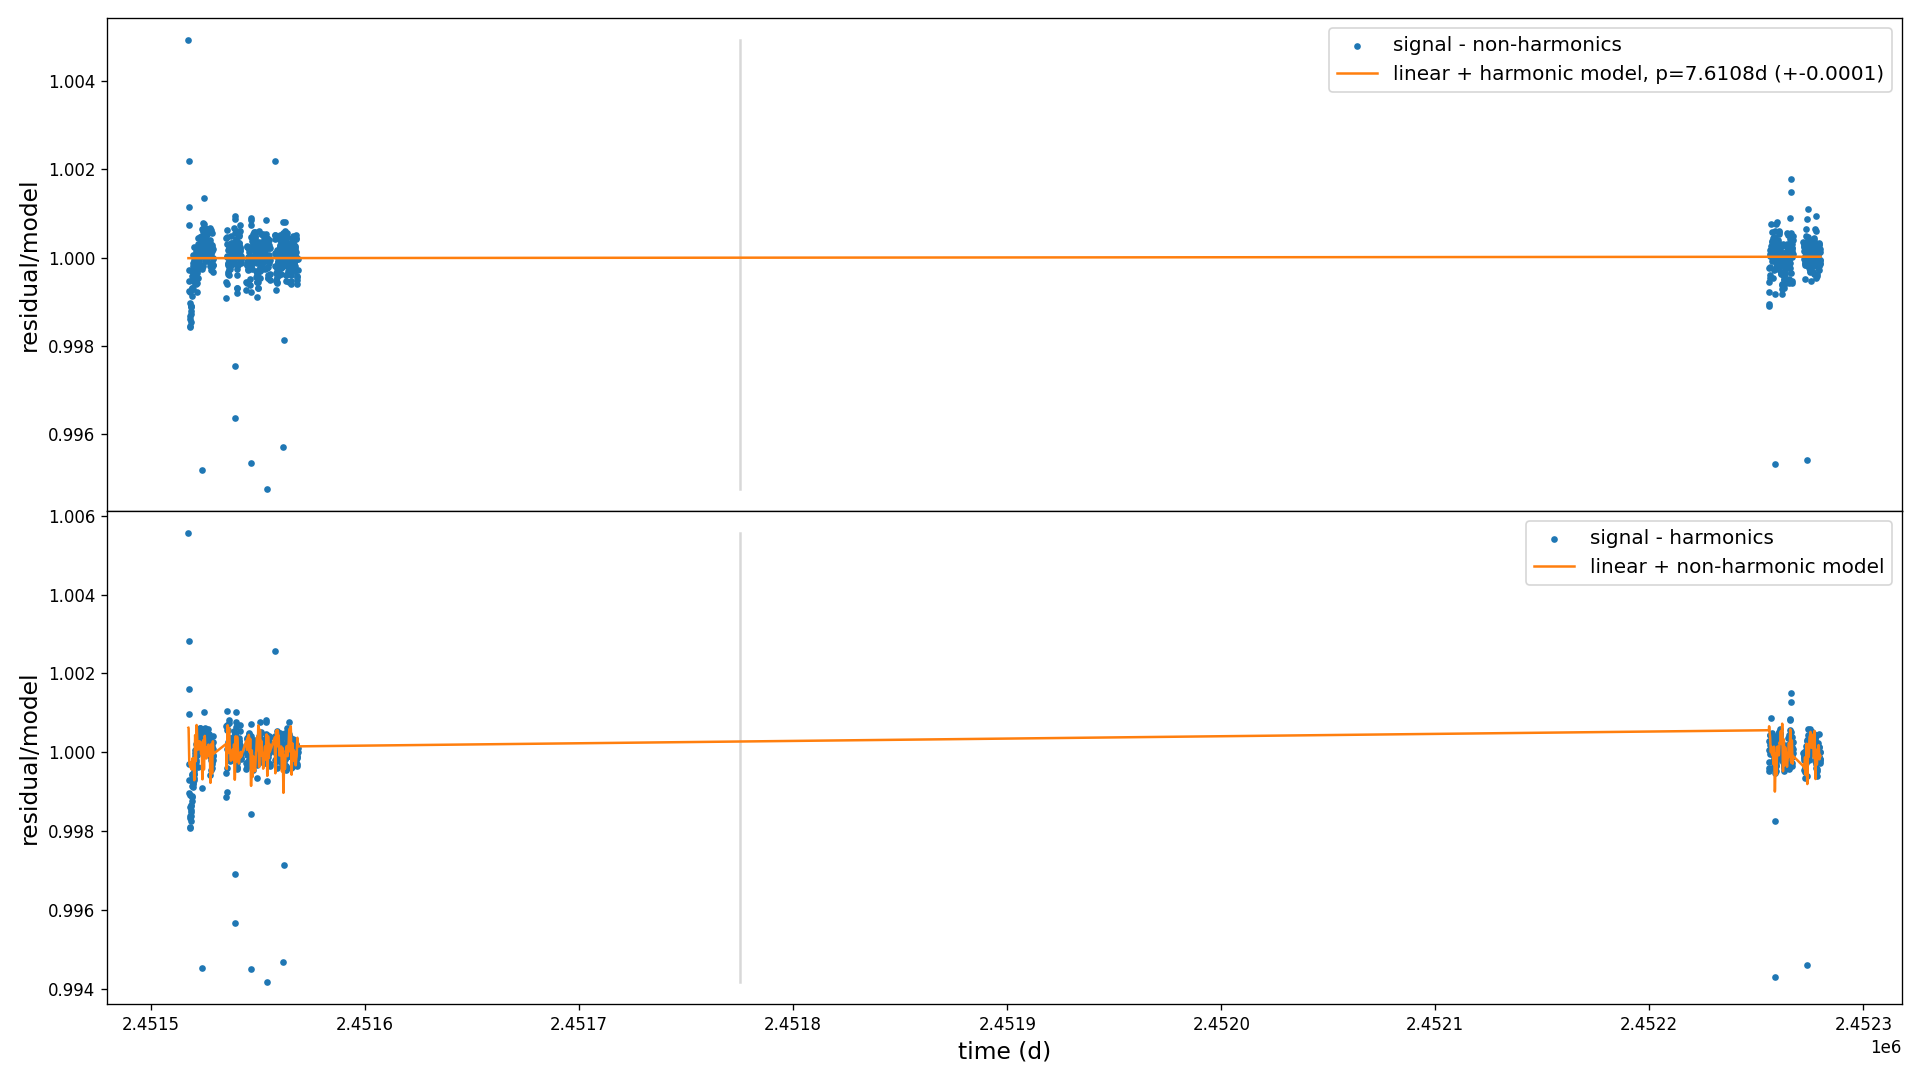 signal - non-harmonics
linear + harmonic model, p=7.6108d (+-0.0001)
1.004
1.002
1.000
0.998
0.996
residual/model
signal - harmonics
linear + non-harmonic model
1.006
1.004
1.002
1.000
0.998
0.996
0.994
residual/model
2.4515 2.4516 2.4517 2.4518 2.4519 2.4520 2.4521 2.4522 2.4523
1e6
time (d)